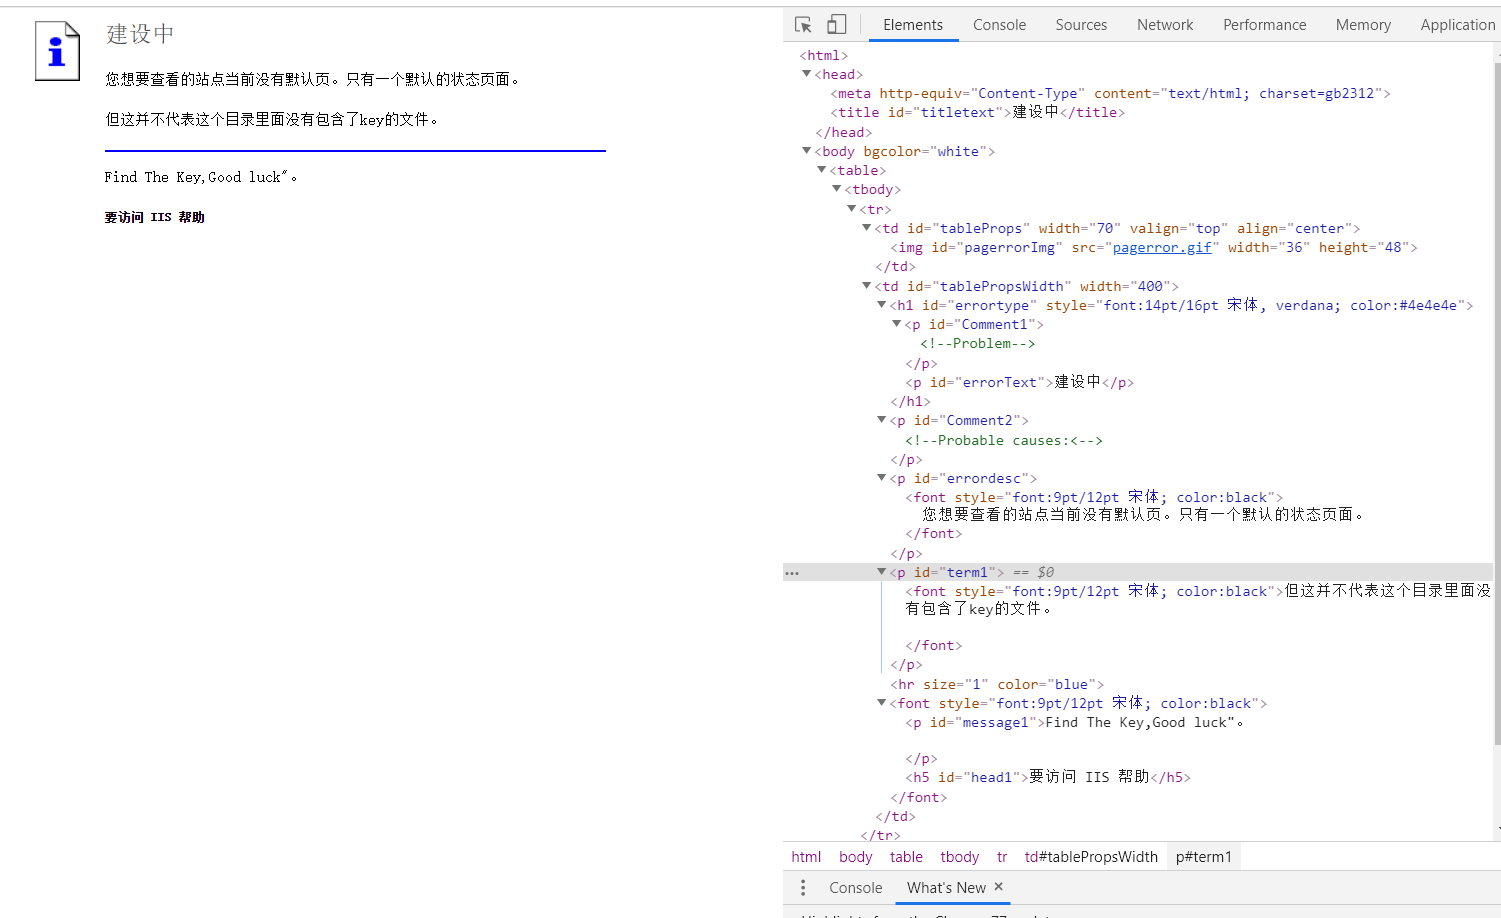 建设中
您想要查看的站点当前没有默认页。只有一个默认的状态页面。
但这并不代表这个目录里面没有包含了key的文件。
Find The Key,Good luck"。
要访问 IIS 帮助
Elements Console Sources Network Performance Memory Application
<html>
<head>
<meta http-equiv="Content-Type" content="text/html; charset=gb2312">
<title id="titletext">建设中</title>
</head>
<body bgcolor="white">
<table>
<tbody>
<tr>
<td id="tableProps" width="70" valign="top" align="center">
<img id="pagerrorImg" src="pagerror.gif" width="36" height="48">
</td>
<td id="tablePropsWidth" width="400">
<h1 id="errortype" style="font:14pt/16pt 宋体, verdana; color:#4e4e4e">
<p id="Comment1">
<!--Problem-->
</p>
<p id="errorText">建设中</p>
</h1>
<p id="Comment2">
<!--Probable causes:<-->
</p>
<p id="errordesc">
<font style="font:9pt/12pt 宋体; color:black">
您想要查看的站点当前没有默认页。只有一个默认的状态页面。
</font>
</p>
... <p id="term1"> == $0
<font style="font:9pt/12pt 宋体; color:black">但这并不代表这个目录里面没
有包含了key的文件。
</font>
</p>
<hr size="1" color="blue">
<font style="font:9pt/12pt 宋体; color:black">
<p id="message1">Find The Key,Good luck"。
</p>
<h5 id="head1">要访问 IIS 帮助</h5>
</font>
</td>
</tr>
html body table tbody tr td#tablePropsWidth p#term1
Console What's New ×